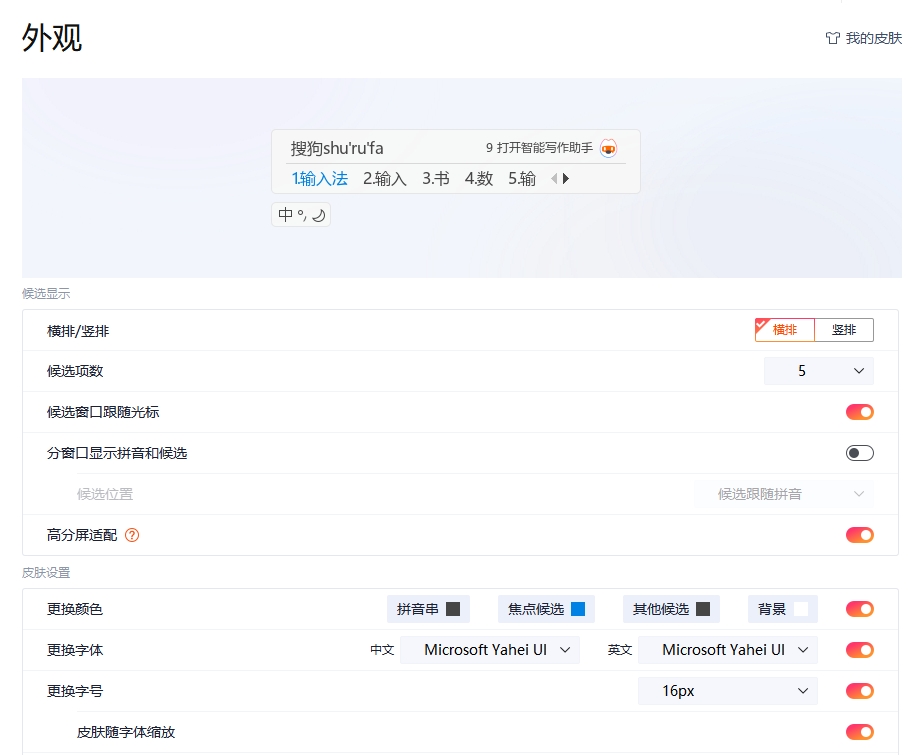 外观
我的皮肤
搜狗shu'ru'fa 9 打开智能写作助手
1.输入法 2.输入 3.书 4.数 5.输
中 °,
候选显示
横排/竖排 横排 竖排
候选项数 5
候选窗口跟随光标
分窗口显示拼音和候选
候选位置 候选跟随拼音
高分屏适配 ?
皮肤设置
更换颜色 拼音串 焦点候选 其他候选 背景
更换字体 中文 Microsoft Yahei UI 英文 Microsoft Yahei UI
更换字号 16px
皮肤随字体缩放